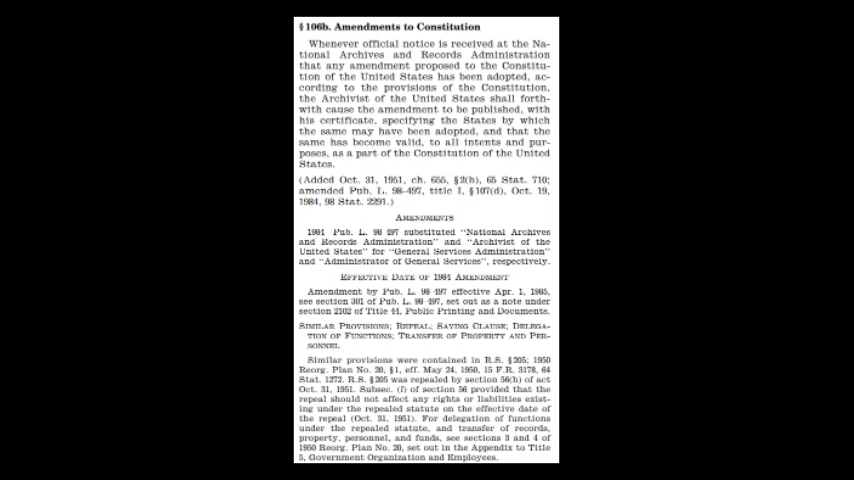 § 106b. Amendments to Constitution
Whenever official notice is received at the Na-
tional Archives and Records Administration
that any amendment proposed to the Constitu-
tion of the United States has been adopted, ac-
cording to the provisions of the Constitution,
the Archivist of the United States shall forth-
with cause the amendment to be published, with
his certificate, specifying the States by which
the same may have been adopted, and that the
same has become valid, to all intents and pur-
poses, as a part of the Constitution of the United
States.
(Added Oct. 31, 1951, ch. 655, § 2(b), 65 Stat. 710;
amended Pub. L. 98–497, title I, § 107(d), Oct. 19,
1984, 98 Stat. 2291.)
AMENDMENTS
1984—Pub. L. 98–497 substituted "National Archives
and Records Administration" and "Archivist of the
United States" for "General Services Administration"
and "Administrator of General Services", respectively.
EFFECTIVE DATE OF 1984 AMENDMENT
Amendment by Pub. L. 98–497 effective Apr. 1, 1985,
see section 301 of Pub. L. 98–497, set out as a note under
section 2102 of Title 44, Public Printing and Documents.
SIMILAR PROVISIONS; REPEAL; SAVING CLAUSE; DELEGA-
TION OF FUNCTIONS; TRANSFER OF PROPERTY AND PER-
SONNEL
Similar provisions were contained in R.S. § 205; 1950
Reorg. Plan No. 20, § 1, eff. May 24, 1950, 15 F.R. 3178, 64
Stat. 1272. R.S. § 205 was repealed by section 56(h) of act
Oct. 31, 1951. Subsec. (l) of section 56 provided that the
repeal should not affect any rights or liabilities exist-
ing under the repealed statute on the effective date of
the repeal (Oct. 31, 1951). For delegation of functions
under the repealed statute, and transfer of records,
property, personnel, and funds, see sections 3 and 4 of
1950 Reorg. Plan No. 20, set out in the Appendix to Title
5, Government Organization and Employees.